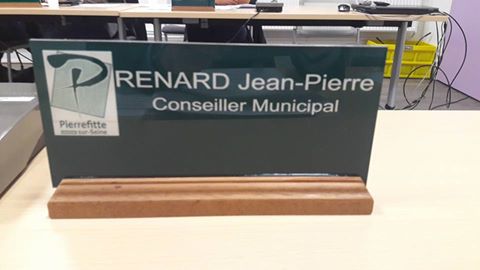 RENARD Jean-Pierre
Conseiller Municipal
P
Pierrefitte
sur-Seine